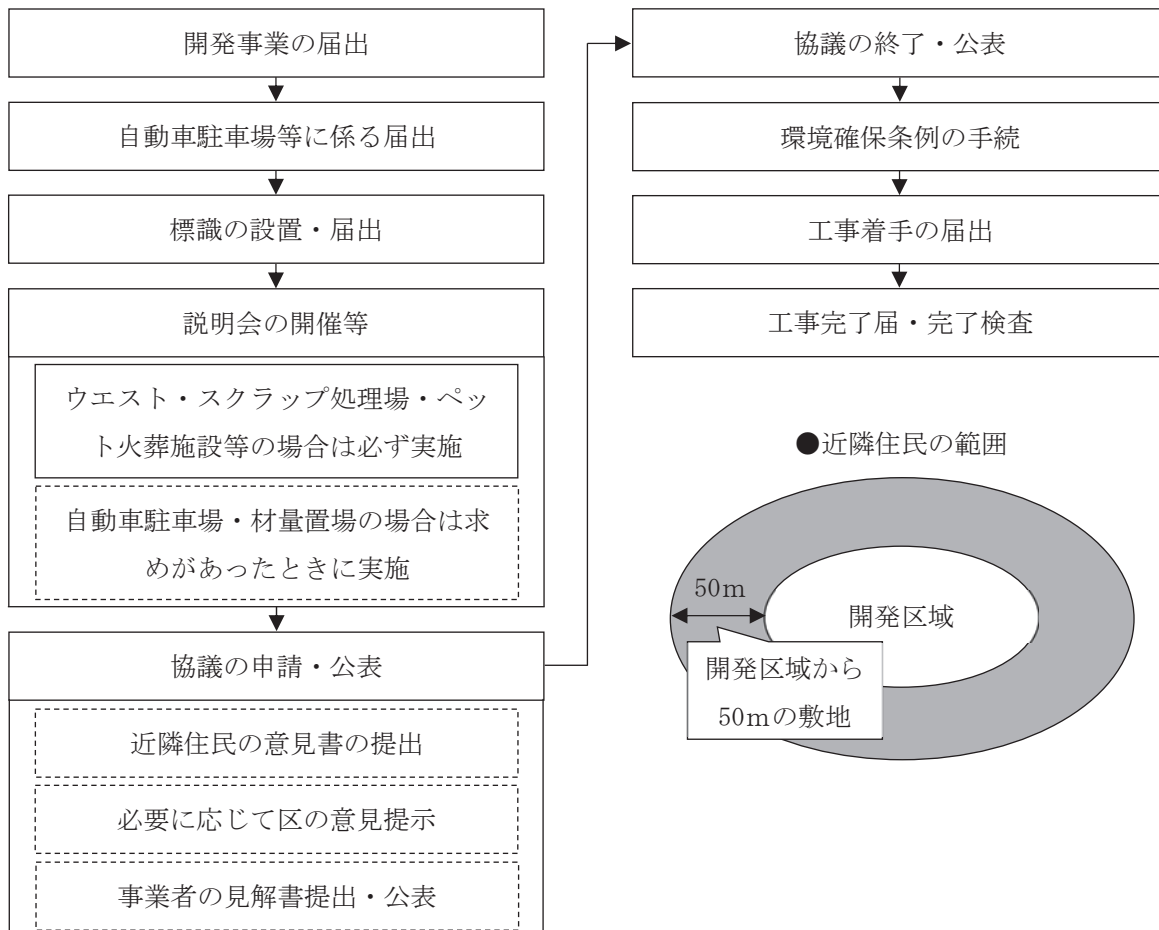 開発事業の届出
自動車駐車場等に係る届出
標識の設置・届出
説明会の開催等
ウエスト・スクラップ処理場・ペッ
ト火葬施設等の場合は必ず実施
自動車駐車場・材量置場の場合は求
めがあったときに実施
協議の申請・公表
近隣住民の意見書の提出
必要に応じて区の意見提示
事業者の見解書提出・公表
協議の終了・公表
環境確保条例の手続
工事着手の届出
工事完了届・完了検査
●近隣住民の範囲
50m
開発区域
開発区域から
50mの敷地